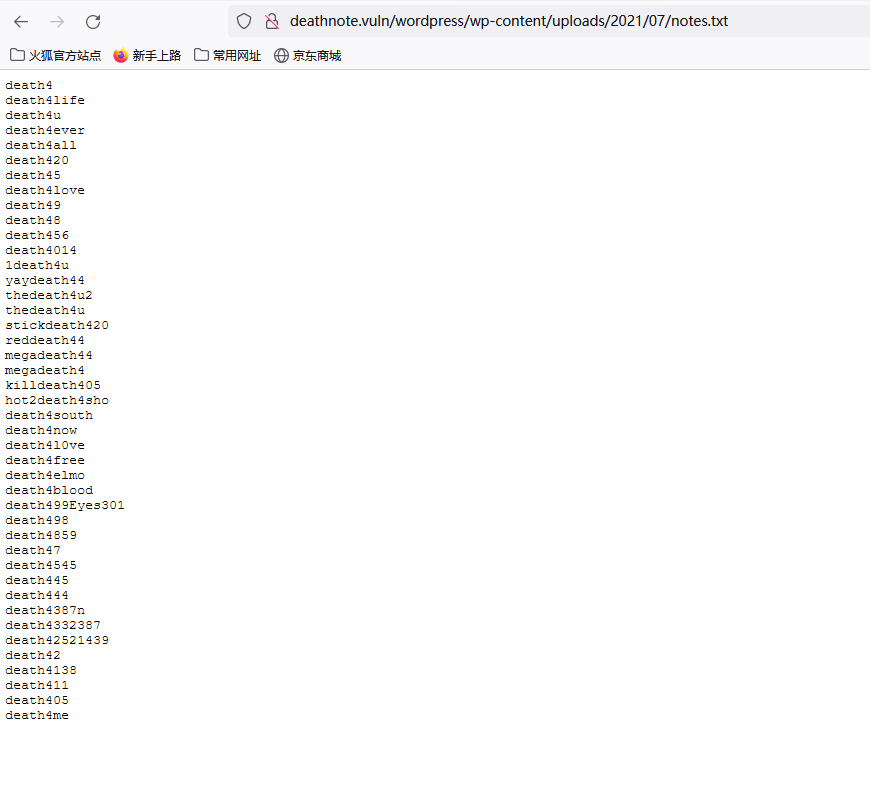 deathnote.vuln/wordpress/wp-content/uploads/2021/07/notes.txt
火狐官方站点 新手上路 常用网址 京东商城
death4
death4life
death4u
death4ever
death4all
death420
death45
death4love
death49
death48
death456
death4014
1death4u
yaydeath44
thedeath4u2
thedeath4u
stickdeath420
reddeath44
megadeath44
megadeath4
killdeath405
hot2death4sho
death4south
death4now
death4l0ve
death4free
death4elmo
death4blood
death499Eyes301
death498
death4859
death47
death4545
death445
death444
death4387n
death4332387
death42521439
death42
death4138
death411
death405
death4me